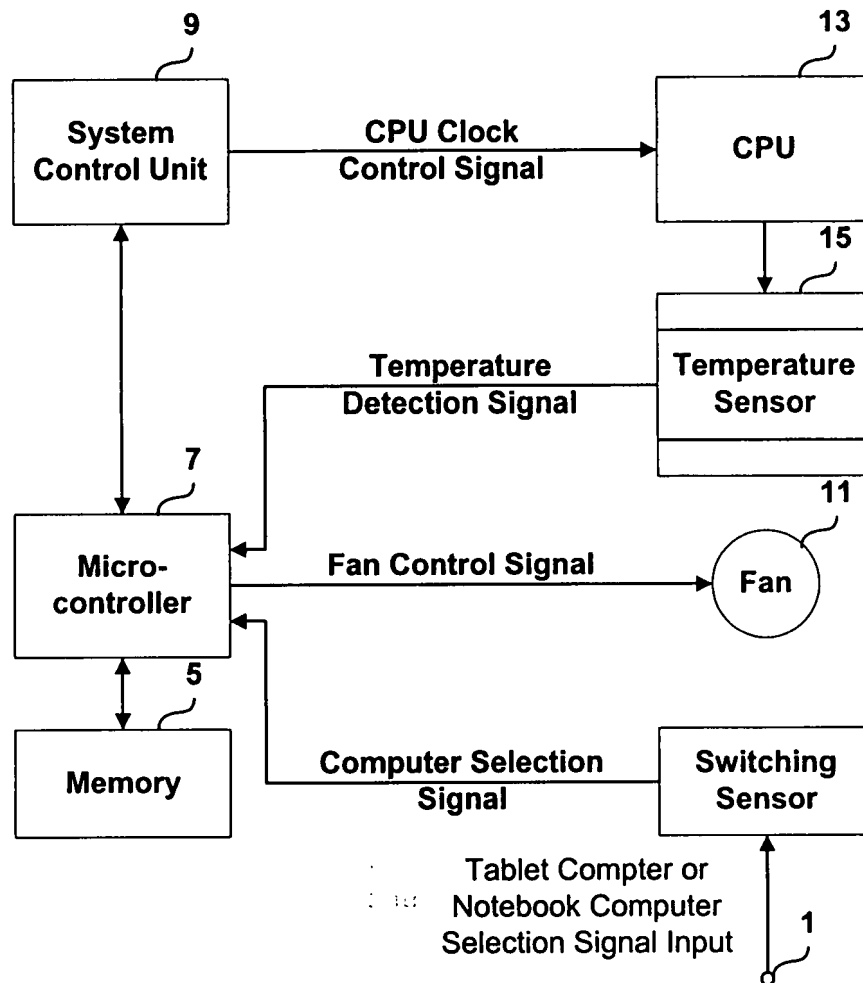 9
13
System
Control Unit
CPU Clock
Control Signal
CPU
15
Temperature
Detection Signal
Temperature
Sensor
7
11
Micro-
controller
Fan Control Signal
Fan
5
Memory
Computer Selection
Signal
Switching
Sensor
Tablet Compter or
Notebook Computer
Selection Signal Input
1